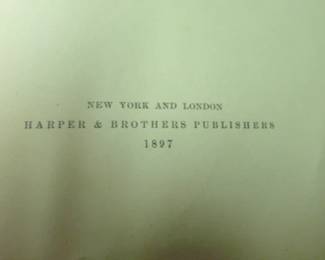 NEW YORK AND LONDON
HARPER & BROTHERS PUBLISHERS
1897